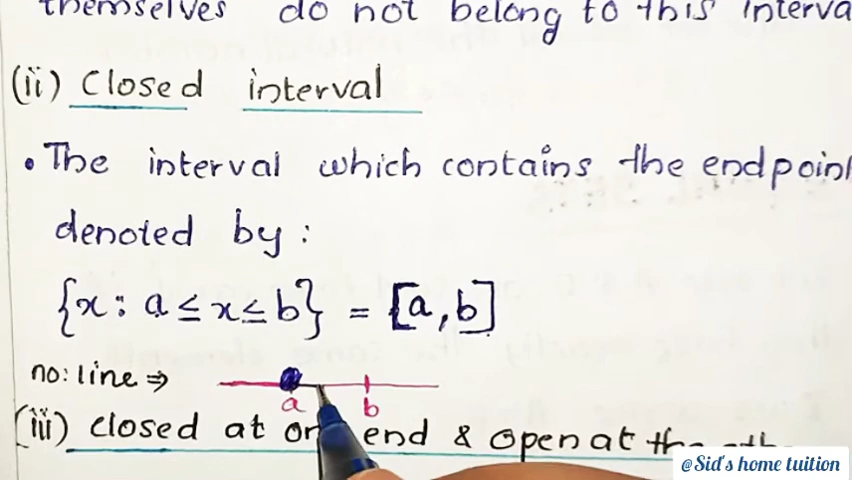 themselves do not belong to this interva
(ii) Closed interval
• The interval which contains the endpoint
denoted by:
{x : a ≤ x ≤ b} = [a, b]
no: line ⇒
a b
(iii) closed at on end & open at the
@Sid's home tuition